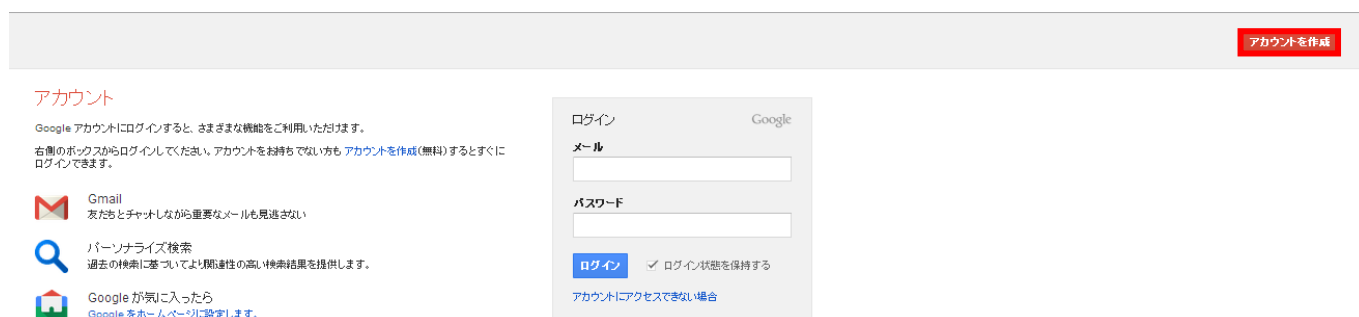 アカウントを作成
アカウント
Google アカウントにログインすると、さまざまな機能をご利用いただけます。
右側のボックスからログインしてください。アカウントをお持ちでない方も アカウントを作成(無料)するとすぐに
ログインできます。
Gmail
友だちとチャットしながら重要なメールも見逃さない
パーソナライズ検索
過去の検索に基づいてより関連性の高い検索結果を提供します。
Google が気に入ったら
Google をホームページに設定します。
ログイン Google
メール
パスワード
ログイン ログイン状態を保持する
アカウントにアクセスできない場合